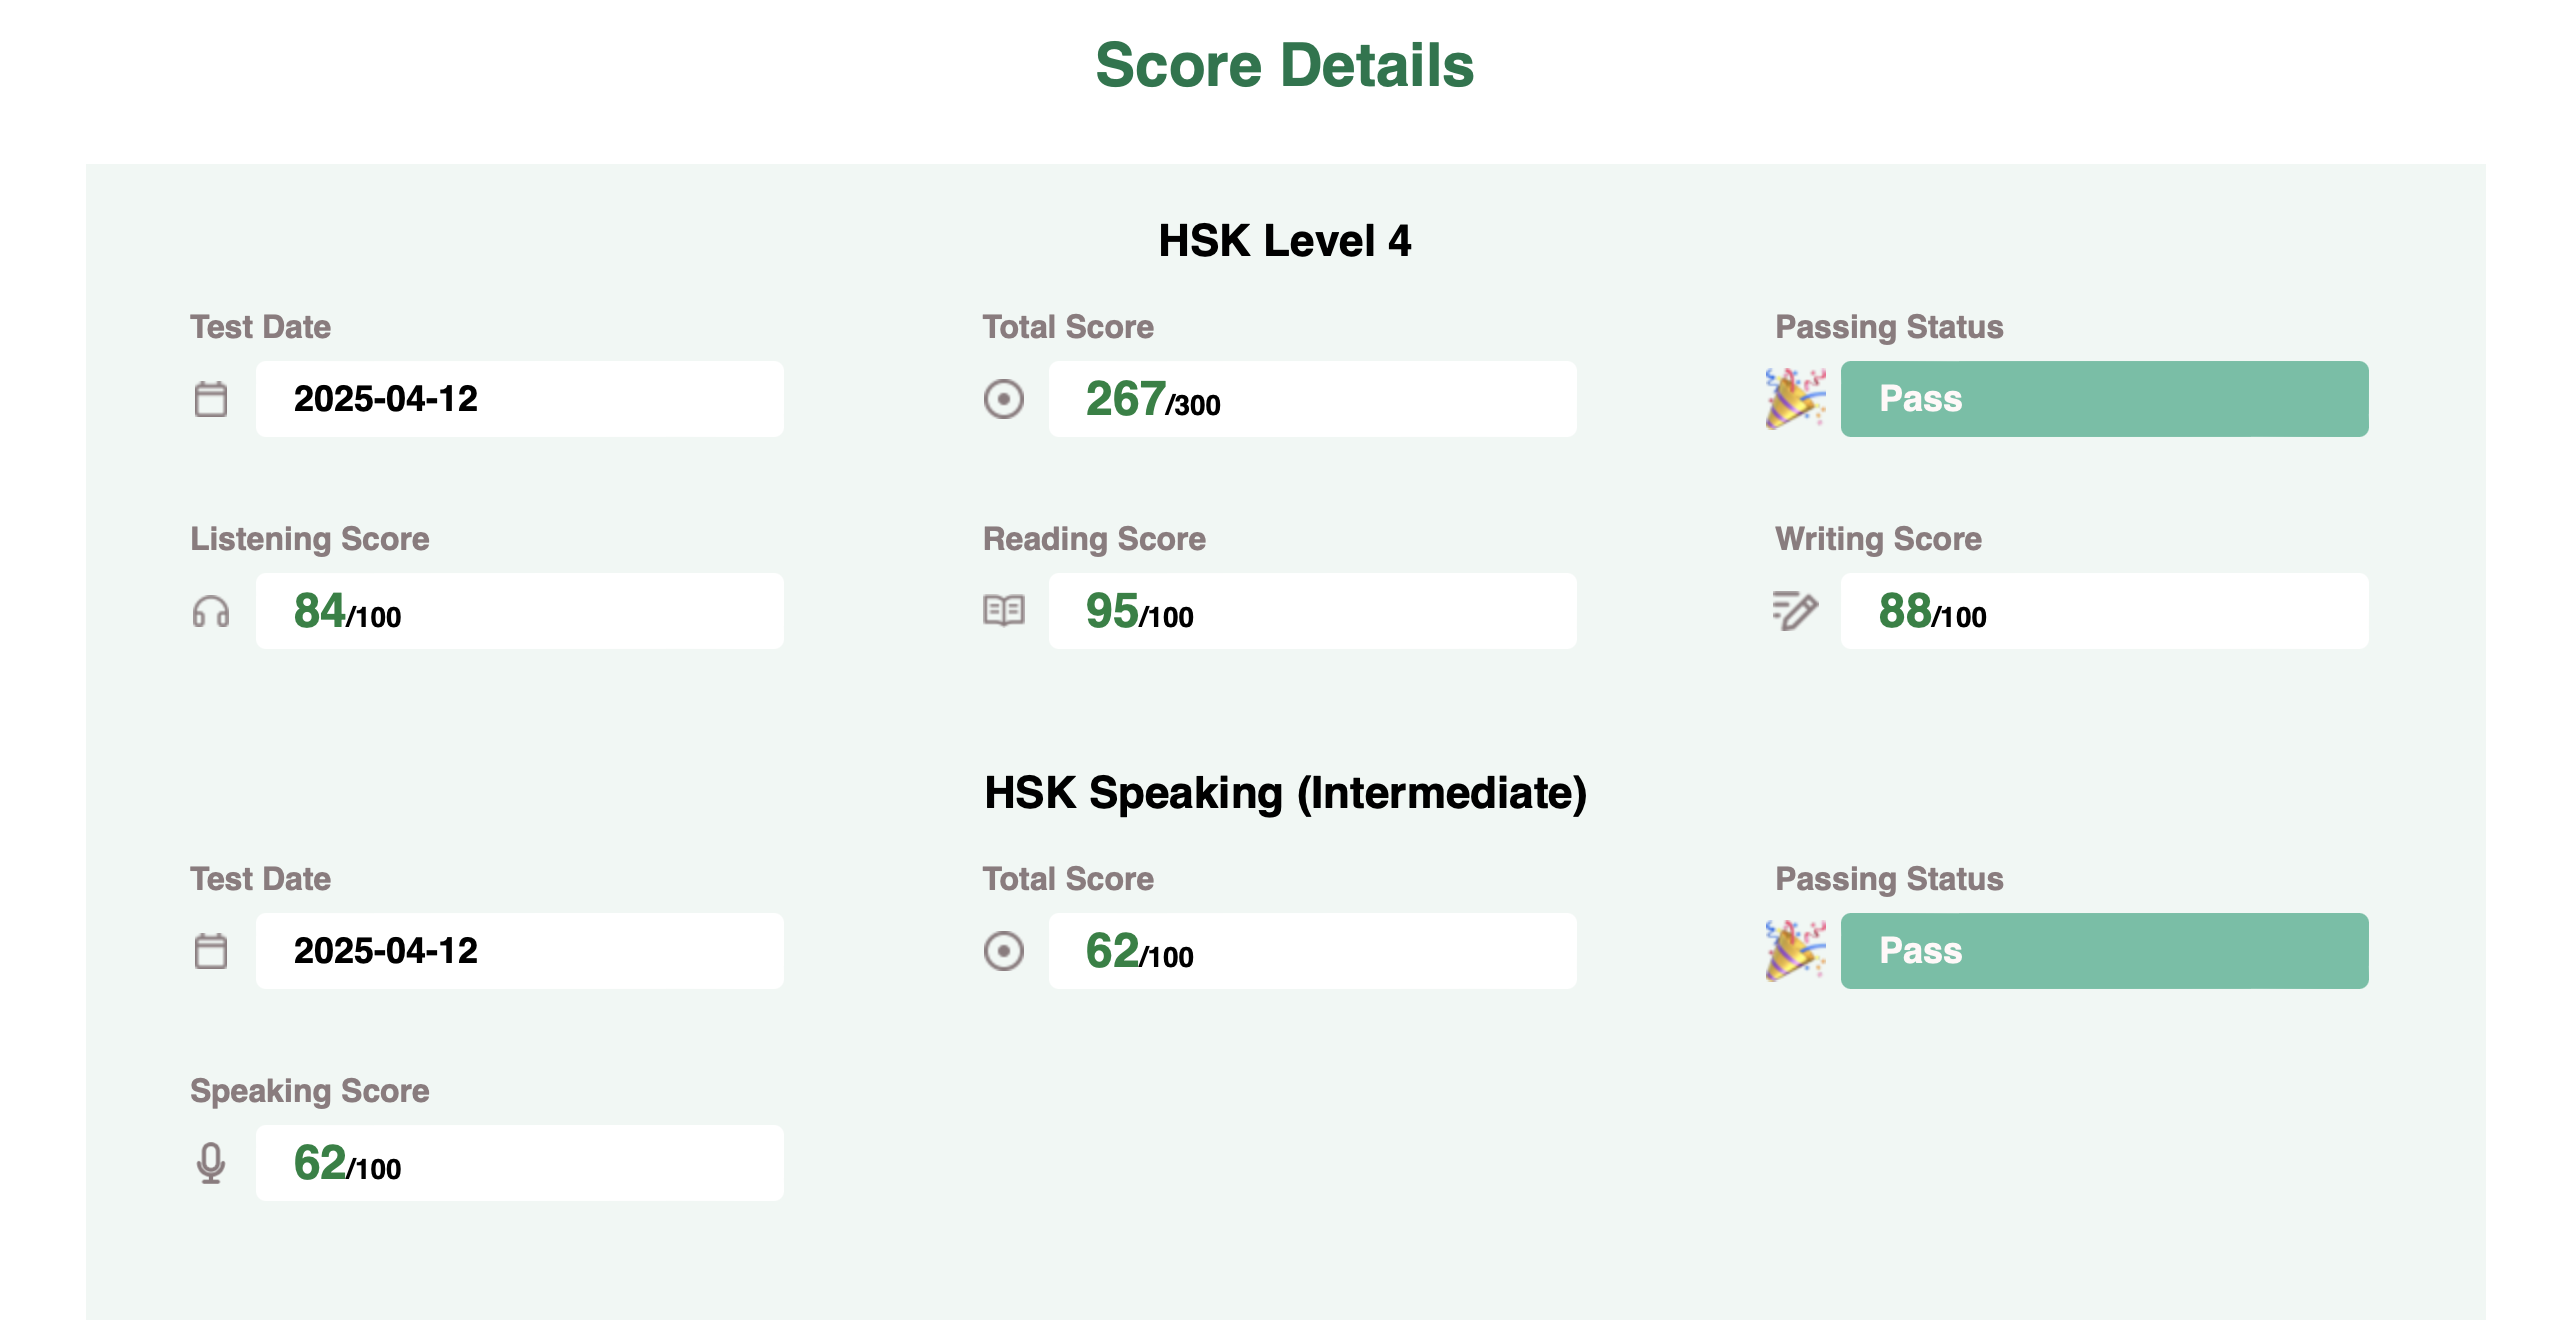 Score Details
HSK Level 4
Test Date
Total Score
Passing Status
2025-04-12
267/300
Pass
Listening Score
Reading Score
Writing Score
84/100
95/100
88/100
HSK Speaking (Intermediate)
Test Date
Total Score
Passing Status
2025-04-12
62/100
Pass
Speaking Score
62/100